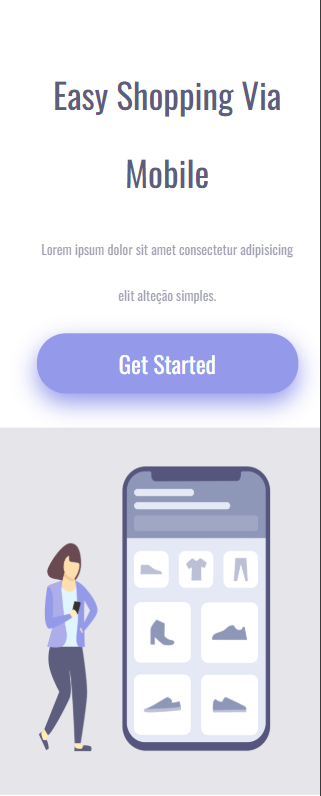 Easy Shopping Via
Mobile
Lorem ipsum dolor sit amet consectetur adipisicing
elit alteção simples.
Get Started